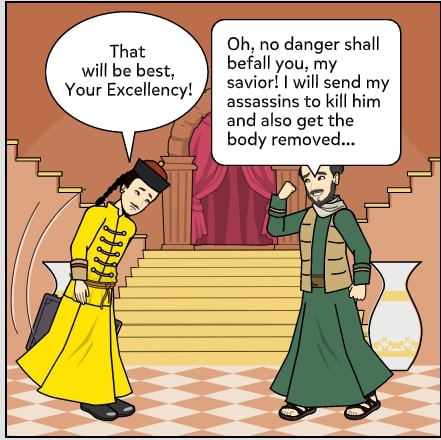 That
will be best,
Your Excellency!
Oh, no danger shall
befall you, my
savior! I will send my
assassins to kill him
and also get the
body removed...